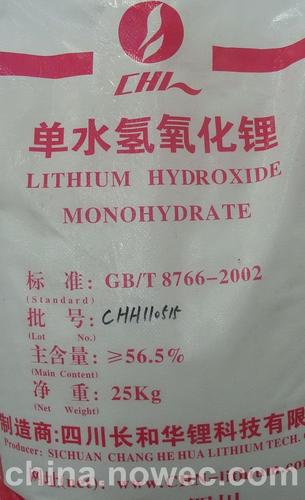 CHL
单水氢氧化锂
LITHIUM HYDROXIDE
MONOHYDRATE
标 准: GB/T 8766-2002
(Standard)
批 号: CHH110515
(Lot No.)
主含量: ≥56.5%
(Main Content)
净 重: 25Kg
(Net Weight)
制造商:四川长和华锂科技有限
Producer: SICHUAN CHANG HE HUA LITHIUM TECH.
china.nowec.com